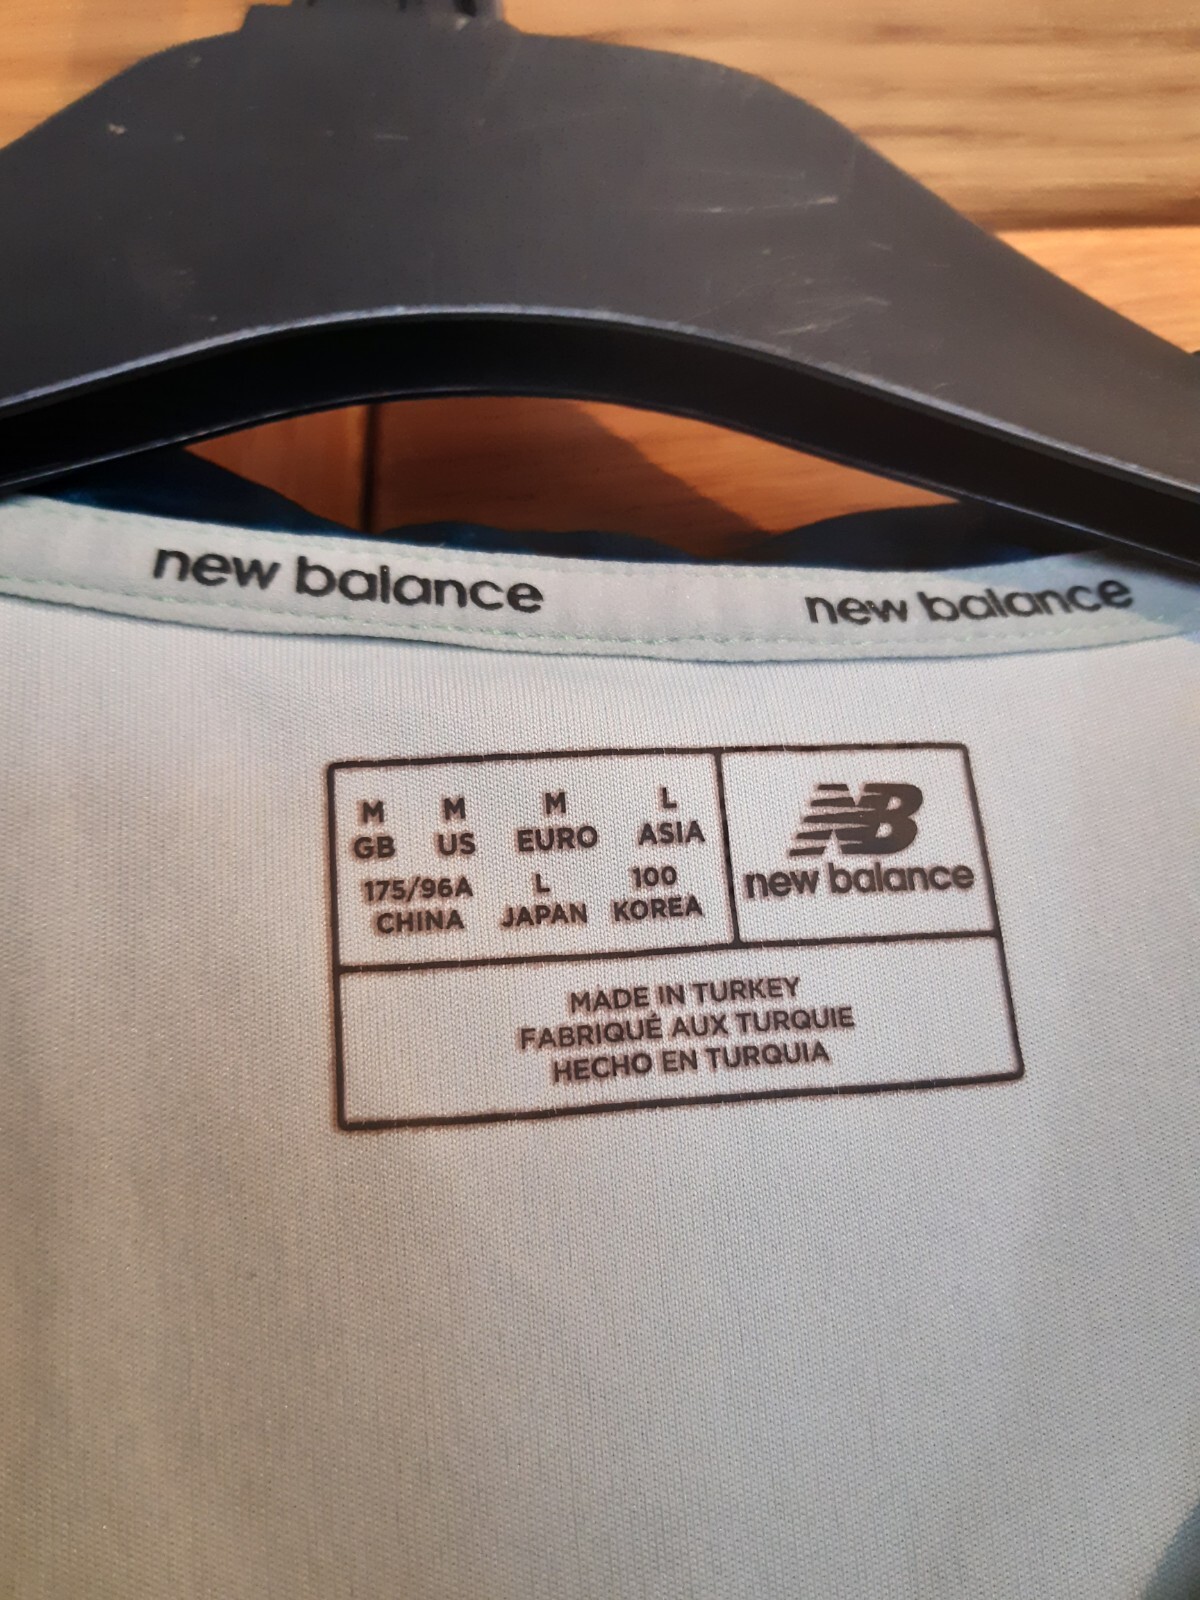 new balance
new balance
M M M L
GB US EURO ASIA
175/96A L 100
CHINA JAPAN KOREA
NB
new balance
MADE IN TURKEY
FABRIQUÉ AUX TURQUIE
HECHO EN TURQUIA